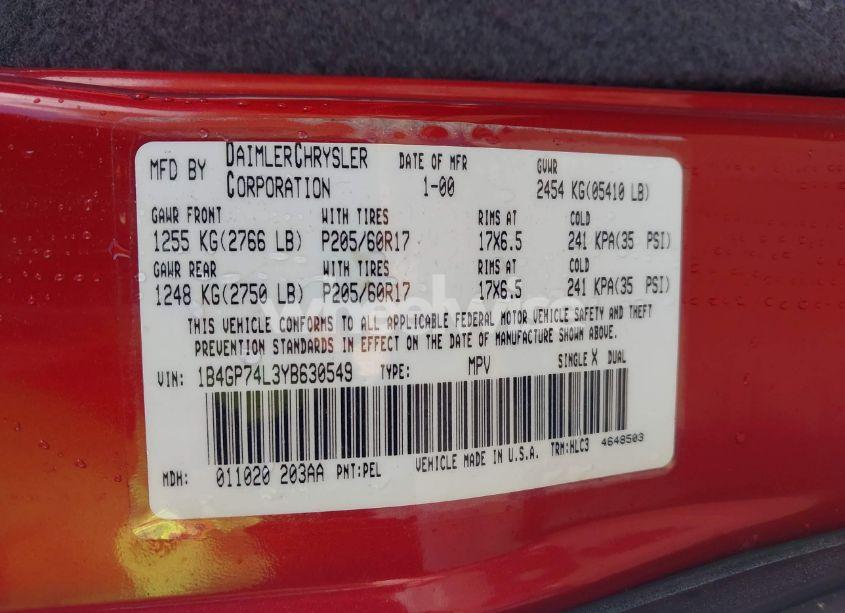 MFD BY DAIMLERCHRYSLER CORPORATION DATE OF MFR 1-00 GVWR 2454 KG(05410 LB)
GAWR FRONT WITH TIRES RIMS AT COLD
1255 KG(2766 LB) P205/60R17 17X6.5 241 KPA(35 PSI)
GAWR REAR WITH TIRES RIMS AT COLD
1248 KG(2750 LB) P205/60R17 17X6.5 241 KPA(35 PSI)
THIS VEHICLE CONFORMS TO ALL APPLICABLE FEDERAL MOTOR VEHICLE SAFETY AND THEFT
PREVENTION STANDARDS IN EFFECT ON THE DATE OF MANUFACTURE SHOWN ABOVE.
VIN: 1B4GP74L3YB630549 TYPE: MPV SINGLE X DUAL
MDH: 011020 203AA PNT:PEL VEHICLE MADE IN U.S.A. TRM:WLC3 4648503